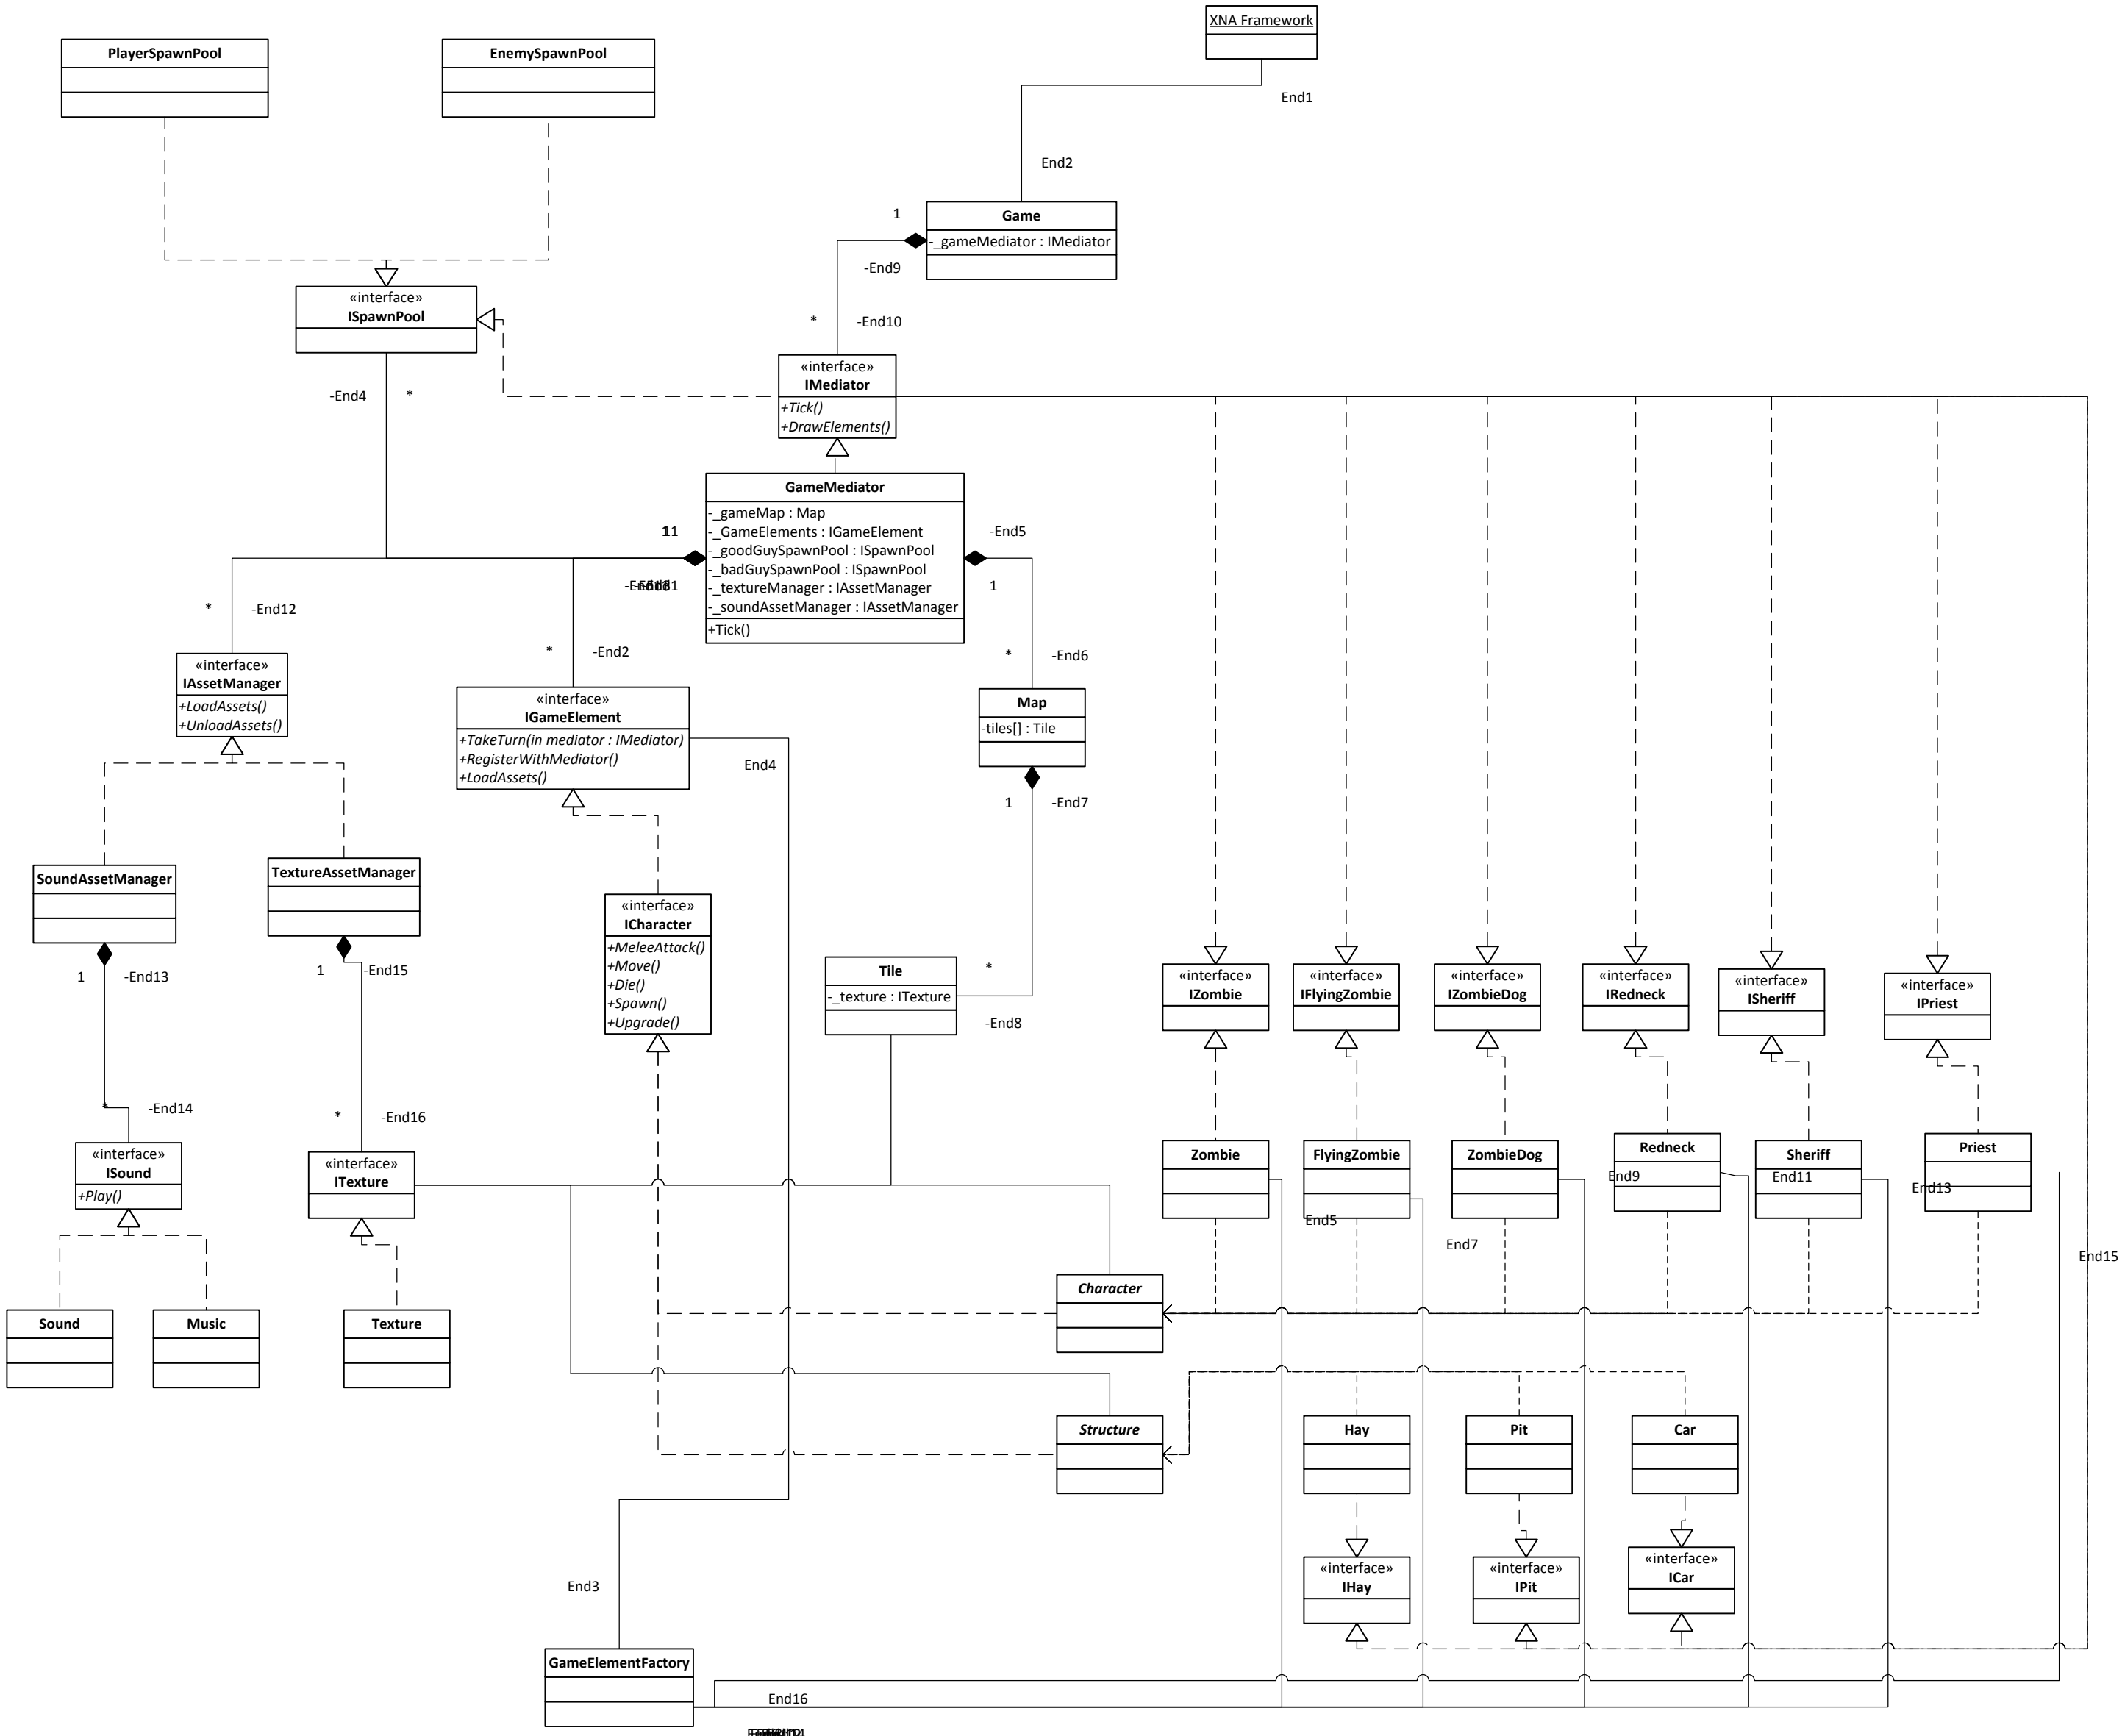 XNA Framework
PlayerSpawnPool
EnemySpawnPool
End1
End2
Game
-_gameMediator : IMediator
1
-End9
«interface»
ISpawnPool
*
-End10
«interface»
IMediator
+Tick()
+DrawElements()
-End4
*
GameMediator
-_gameMap : Map
-_GameElements : IGameElement
-_goodGuySpawnPool : ISpawnPool
-_badGuySpawnPool : ISpawnPool
-_textureManager : IAssetManager
-_soundAssetManager : IAssetManager
+Tick()
-End5
1
*
-End12
*
-End2
*
-End6
«interface»
IAssetManager
+LoadAssets()
+UnloadAssets()
«interface»
IGameElement
+TakeTurn(in mediator : IMediator)
+RegisterWithMediator()
+LoadAssets()
Map
-tiles[] : Tile
End4
1
-End7
SoundAssetManager
TextureAssetManager
«interface»
ICharacter
+MeleeAttack()
+Move()
+Die()
+Spawn()
+Upgrade()
1
-End13
1
-End15
Tile
-_texture : ITexture
*
-End8
«interface»
IZombie
«interface»
IFlyingZombie
«interface»
IZombieDog
«interface»
IRedneck
«interface»
ISheriff
«interface»
IPriest
*
-End14
*
-End16
«interface»
ISound
+Play()
«interface»
ITexture
Zombie
FlyingZombie
ZombieDog
Redneck
Sheriff
Priest
End9
End11
End13
End5
End7
End15
Sound
Music
Texture
Character
Structure
Hay
Pit
Car
«interface»
IHay
«interface»
IPit
«interface»
ICar
End3
GameElementFactory
End16